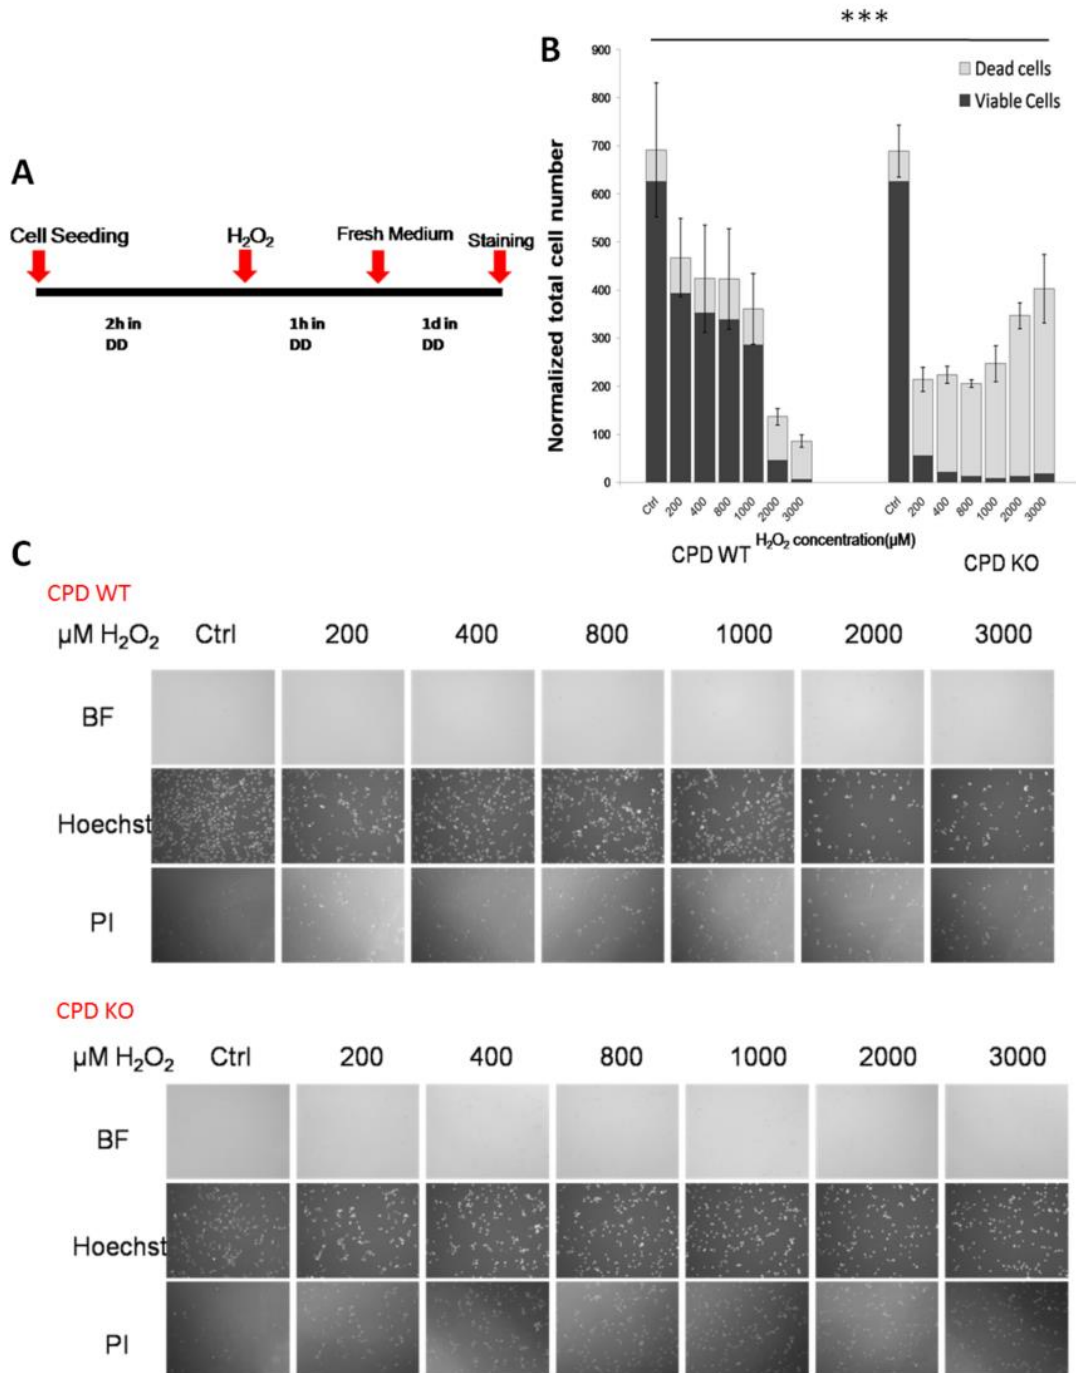 A
Cell Seeding
H₂O₂
Fresh Medium
Staining
2h in
DD
1h in
DD
1d in
DD
B
***
Dead cells
Viable Cells
Normalized total cell number
900
800
700
600
500
400
300
200
100
0
Ctrl 200 400 800 1000 2000 3000
Ctrl 200 400 800 1000 2000 3000
H₂O₂ concentration(µM)
CPD WT
CPD KO
C
CPD WT
µM H₂O₂ Ctrl 200 400 800 1000 2000 3000
BF
Hoechst
PI
CPD KO
µM H₂O₂ Ctrl 200 400 800 1000 2000 3000
BF
Hoechst
PI